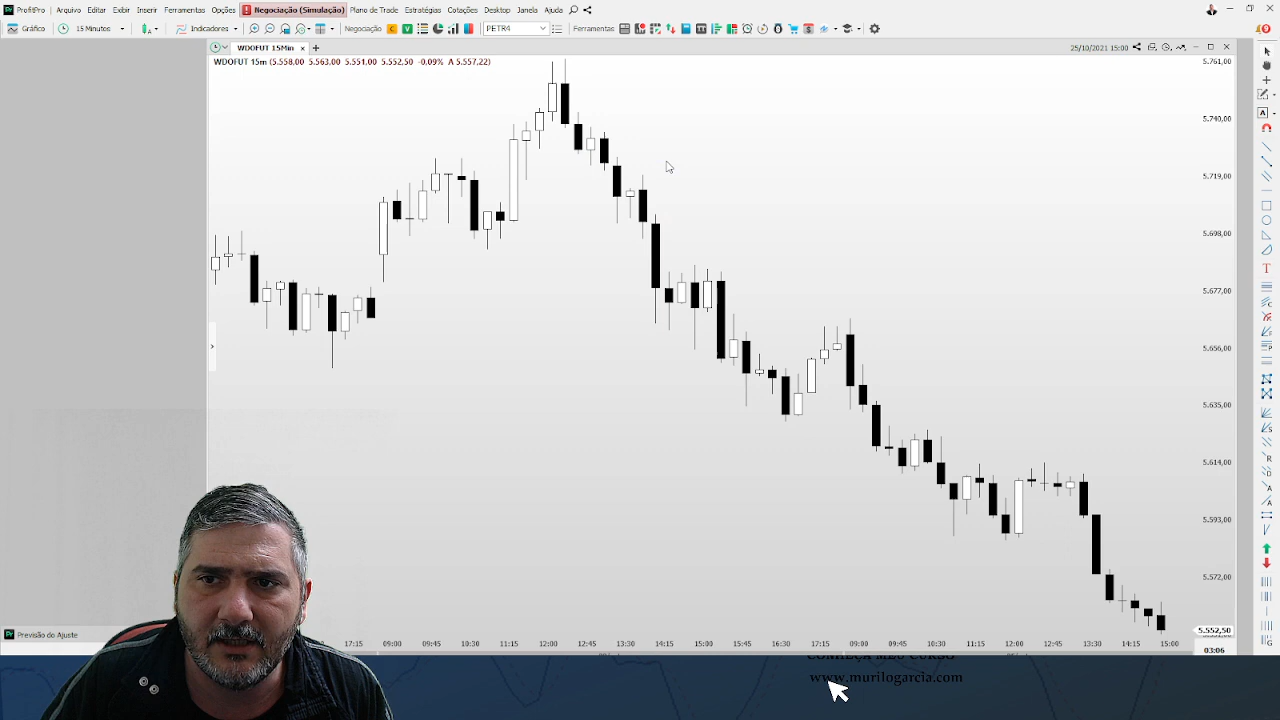 ProfitPro Arquivo Editar Exibir Inserir Ferramentas Opções Negociação (Simulação) Plano de Trade Estratégias Cotações Desktop Janela Ajuda
Gráfico 15 Minutos Indicadores Negociação PETR4 Ferramentas
WDOFUT 15Min
25/10/2021 15:00
WDOFUT 15m (5.558,00 5.563,00 5.551,00 5.552,50 -0.09% A 5.557,22)
5.761,00
5.740,00
5.719,00
5.698,00
5.677,00
5.656,00
5.635,00
5.614,00
5.593,00
5.572,00
5.552,50
Previsão do Ajuste
17:15 09:00 09:45 10:30 11:15 12:00 12:45 13:30 14:15 15:00 15:45 16:30 17:15 09:00 09:45 10:30 11:15 12:00 12:45 13:30 14:15 15:00
03:06
CONHEÇA MEU CURSO
www.murilogarcia.com